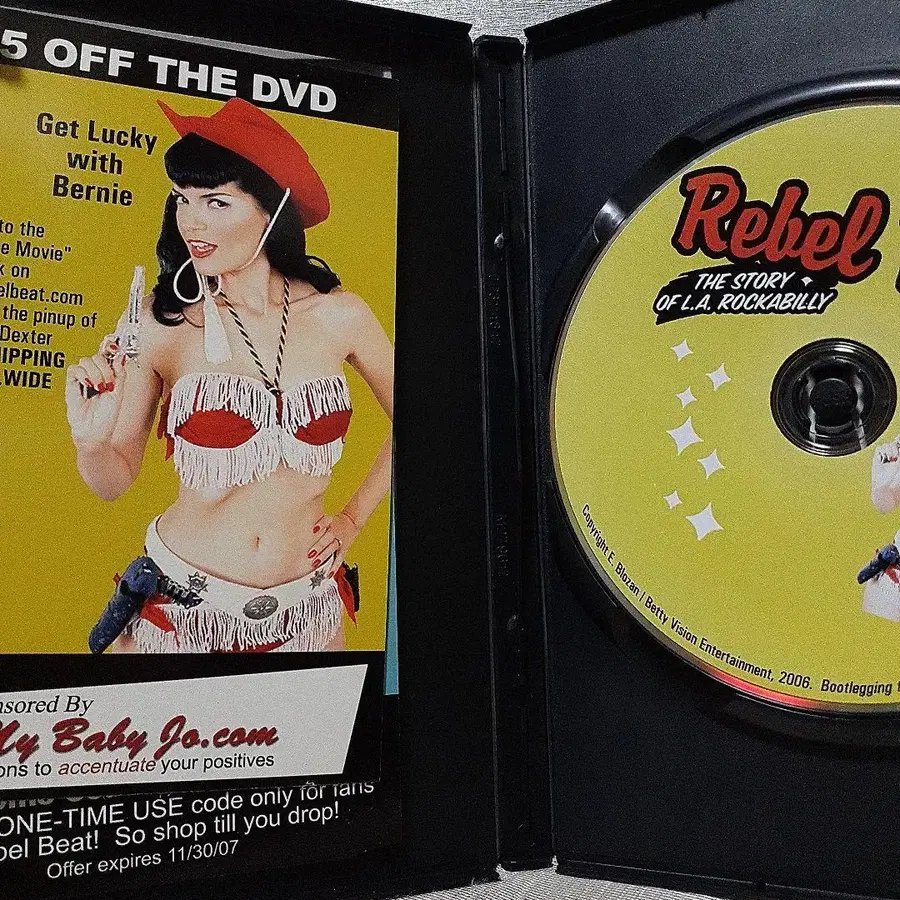 5 OFF THE DVD
Get Lucky
with
Bernie
to the
e Movie"
k on
elbeat.com
the pinup of
Dexter
HIPPING
WIDE
nsored By
My Baby Jo.com
ons to accentuate your positives
ONE-TIME USE code only for fans
bel Beat! So shop till you drop!
Offer expires 11/30/07
Rebel
THE STORY
OF L.A. ROCKABILLY
Copyright E. Blozan / Betty Vision Entertainment, 2006. Bootlegging